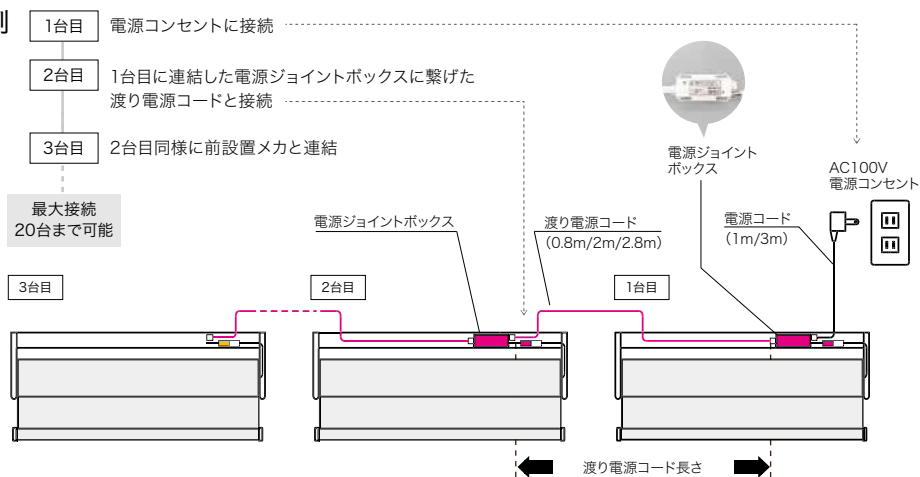 例
1台目 電源コンセントに接続
2台目 1台目に連結した電源ジョイントボックスに繋げた
渡り電源コードと接続
3台目 2台目同様に前設置メカと連結
最大接続
20台まで可能
電源ジョイント
ボックス
AC100V
電源コンセント
電源ジョイントボックス
渡り電源コード
(0.8m/2m/2.8m)
電源コード
(1m/3m)
3台目
2台目
1台目
渡り電源コード長さ